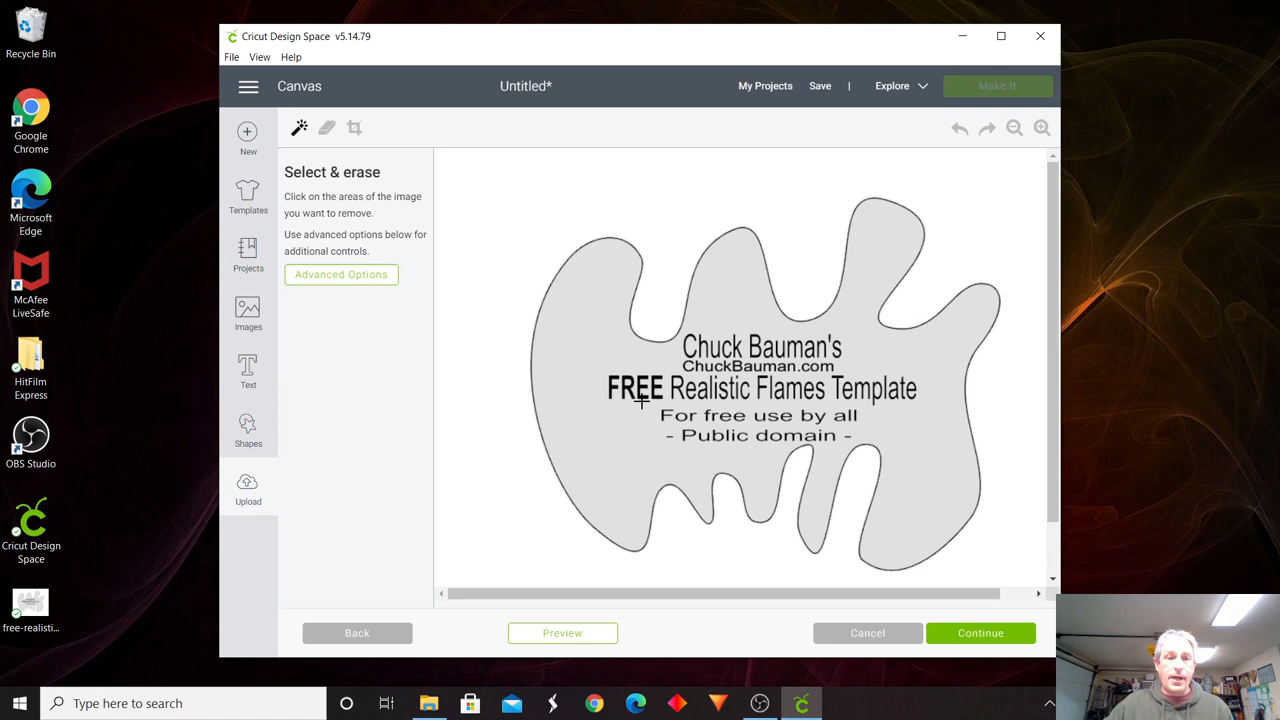 Recycle Bin
Google
Chrome
Microsoft
Edge
McAfee
LiveSafe
HitFilm
Express
OBS Studio
Cricut Design
Space
free-realisti...
Cricut Design Space v5.14.79
File View Help
Canvas
Untitled*
My Projects
Save
|
Explore
Make It
New
Templates
Projects
Images
Text
Shapes
Upload
Select & erase
Click on the areas of the image
you want to remove.
Use advanced options below for
additional controls.
Advanced Options
Chuck Bauman's
ChuckBauman.com
FREE Realistic Flames Template
For free use by all
- Public domain -
Back
Preview
Cancel
Continue
Type here to search